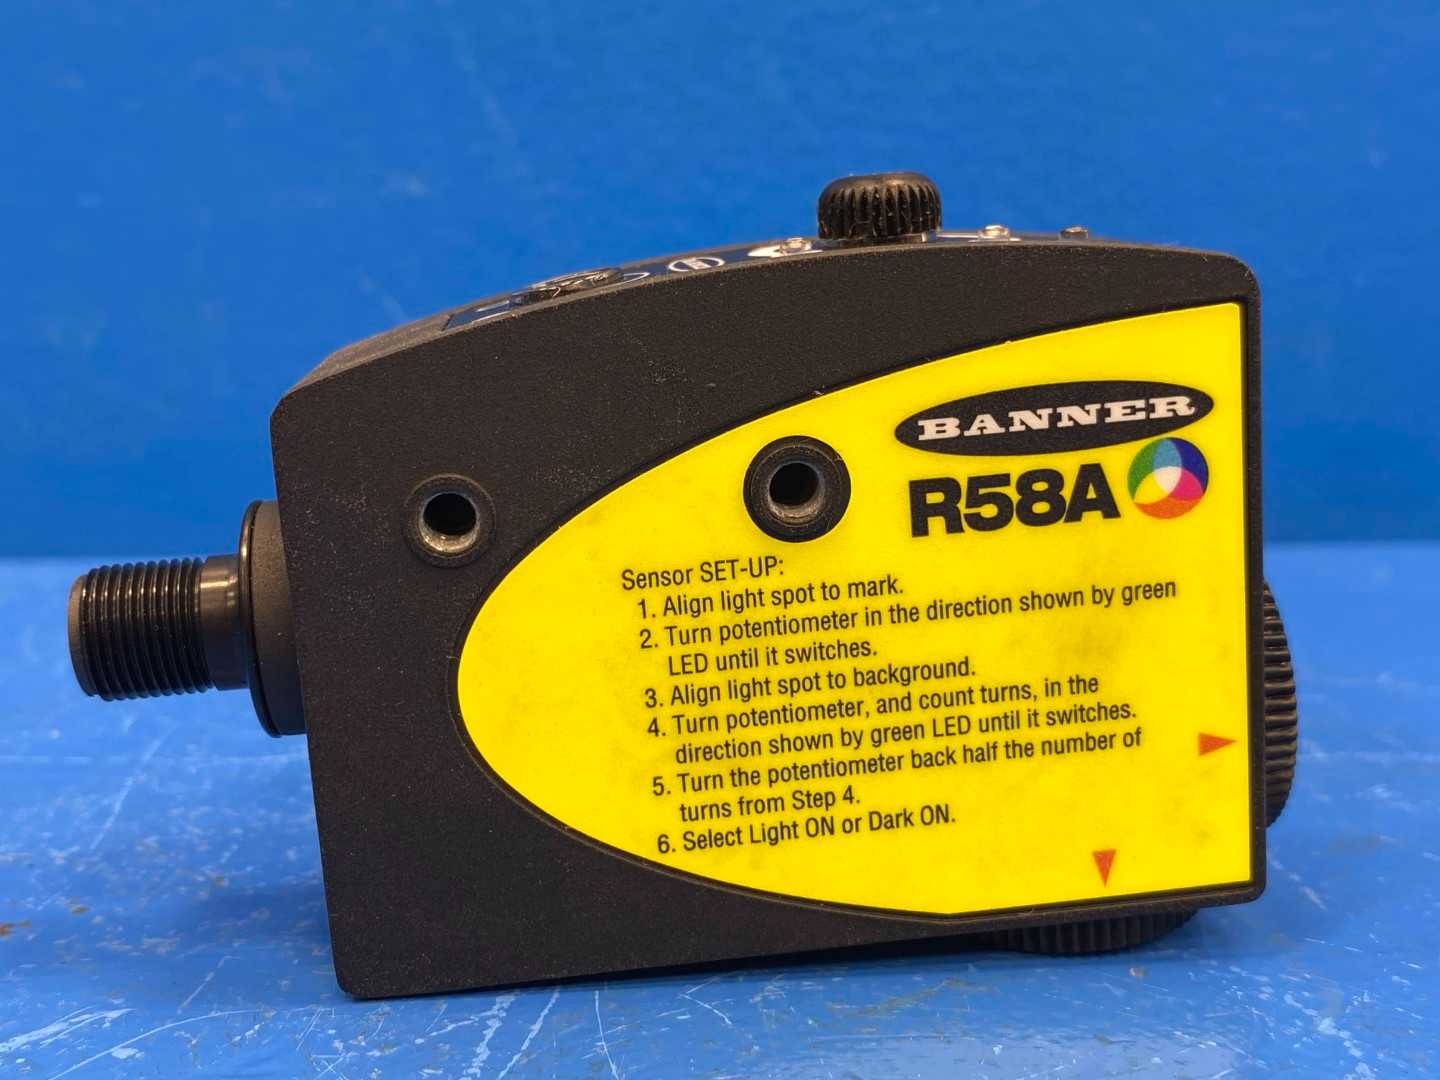 BANNER
R58A
Sensor SET-UP:
1. Align light spot to mark.
2. Turn potentiometer in the direction shown by green
LED until it switches.
3. Align light spot to background.
4. Turn potentiometer, and count turns, in the
direction shown by green LED until it switches.
5. Turn the potentiometer back half the number of
turns from Step 4.
6. Select Light ON or Dark ON.